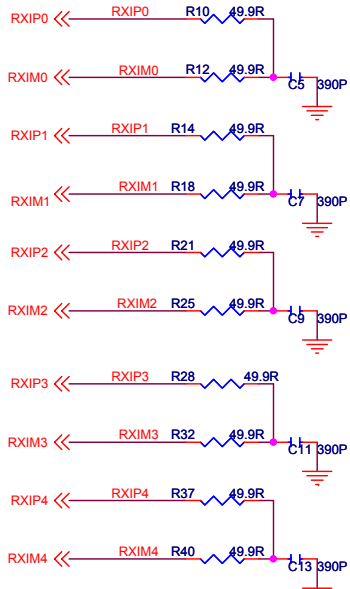 RXIP0 RXIP0 R10 49.9R
RXIM0 RXIM0 R12 49.9R
C5 390P
RXIP1 RXIP1 R14 49.9R
RXIM1 RXIM1 R18 49.9R
C7 390P
RXIP2 RXIP2 R21 49.9R
RXIM2 RXIM2 R25 49.9R
C9 390P
RXIP3 RXIP3 R28 49.9R
RXIM3 RXIM3 R32 49.9R
C11 390P
RXIP4 RXIP4 R37 49.9R
RXIM4 RXIM4 R40 49.9R
C13 390P